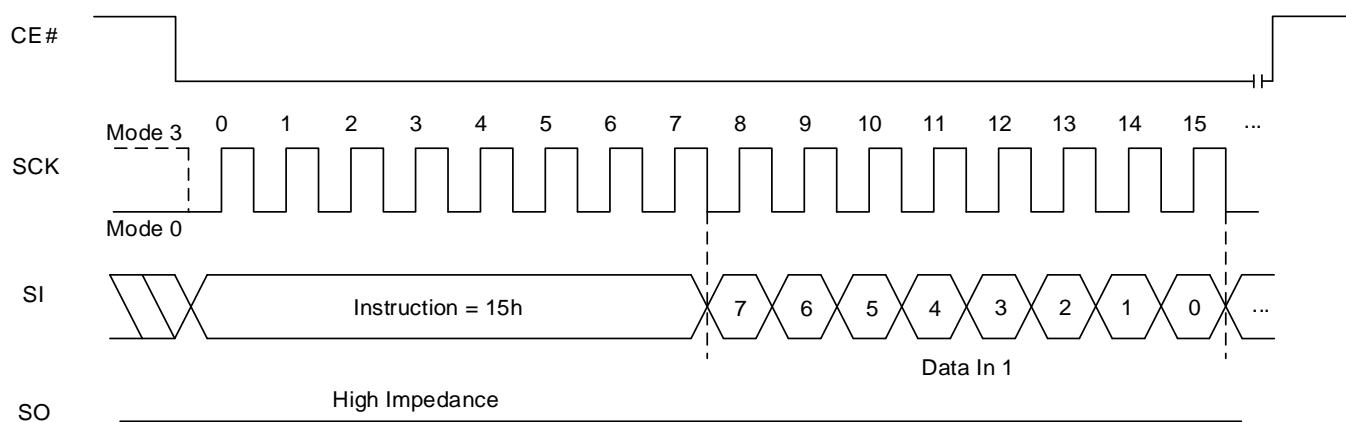 CE#
Mode 3 0 1 2 3 4 5 6 7 8 9 10 11 12 13 14 15 ...
SCK
Mode 0
SI Instruction = 15h 7 6 5 4 3 2 1 0 ...
Data In 1
High Impedance
SO